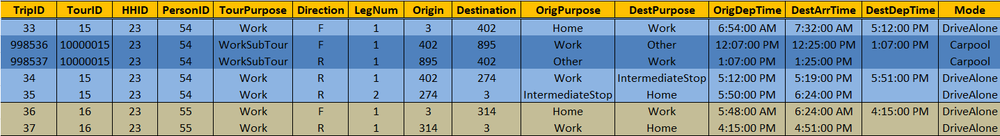 TripID TourID HHID PersonID TourPurpose Direction LegNum Origin Destination OrigPurpose DestPurpose OrigDepTime DestArrTime DestDepTime Mode
33 15 23 54 Work F 1 3 402 Home Work 6:54:00 AM 7:32:00 AM 5:12:00 PM DriveAlone
998536 10000015 23 54 WorkSubTour F 1 402 895 Work Other 12:07:00 PM 12:25:00 PM 1:07:00 PM Carpool
998537 10000015 23 54 WorkSubTour R 1 895 402 Other Work 1:07:00 PM 1:25:00 PM Carpool
34 15 23 54 Work R 1 402 274 Work IntermediateStop 5:12:00 PM 5:19:00 PM 5:51:00 PM DriveAlone
35 15 23 54 Work R 2 274 3 IntermediateStop Home 5:50:00 PM 6:24:00 PM DriveAlone
36 16 23 55 Work F 1 3 314 Home Work 5:48:00 AM 6:24:00 AM 4:15:00 PM DriveAlone
37 16 23 55 Work R 1 314 3 Work Home 4:15:00 PM 4:51:00 PM DriveAlone